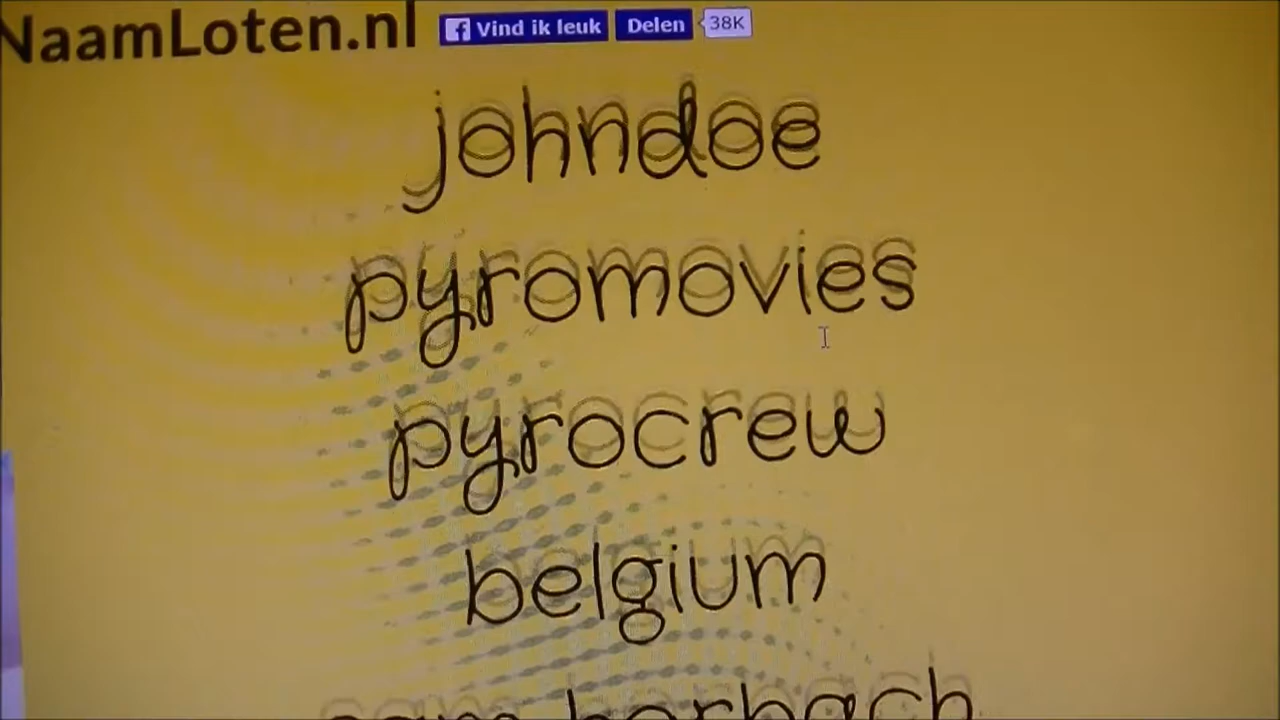 NaamLoten.nl Vind ik leuk Delen 38K
johndoe
pyromovies
pyrocrew
belgium